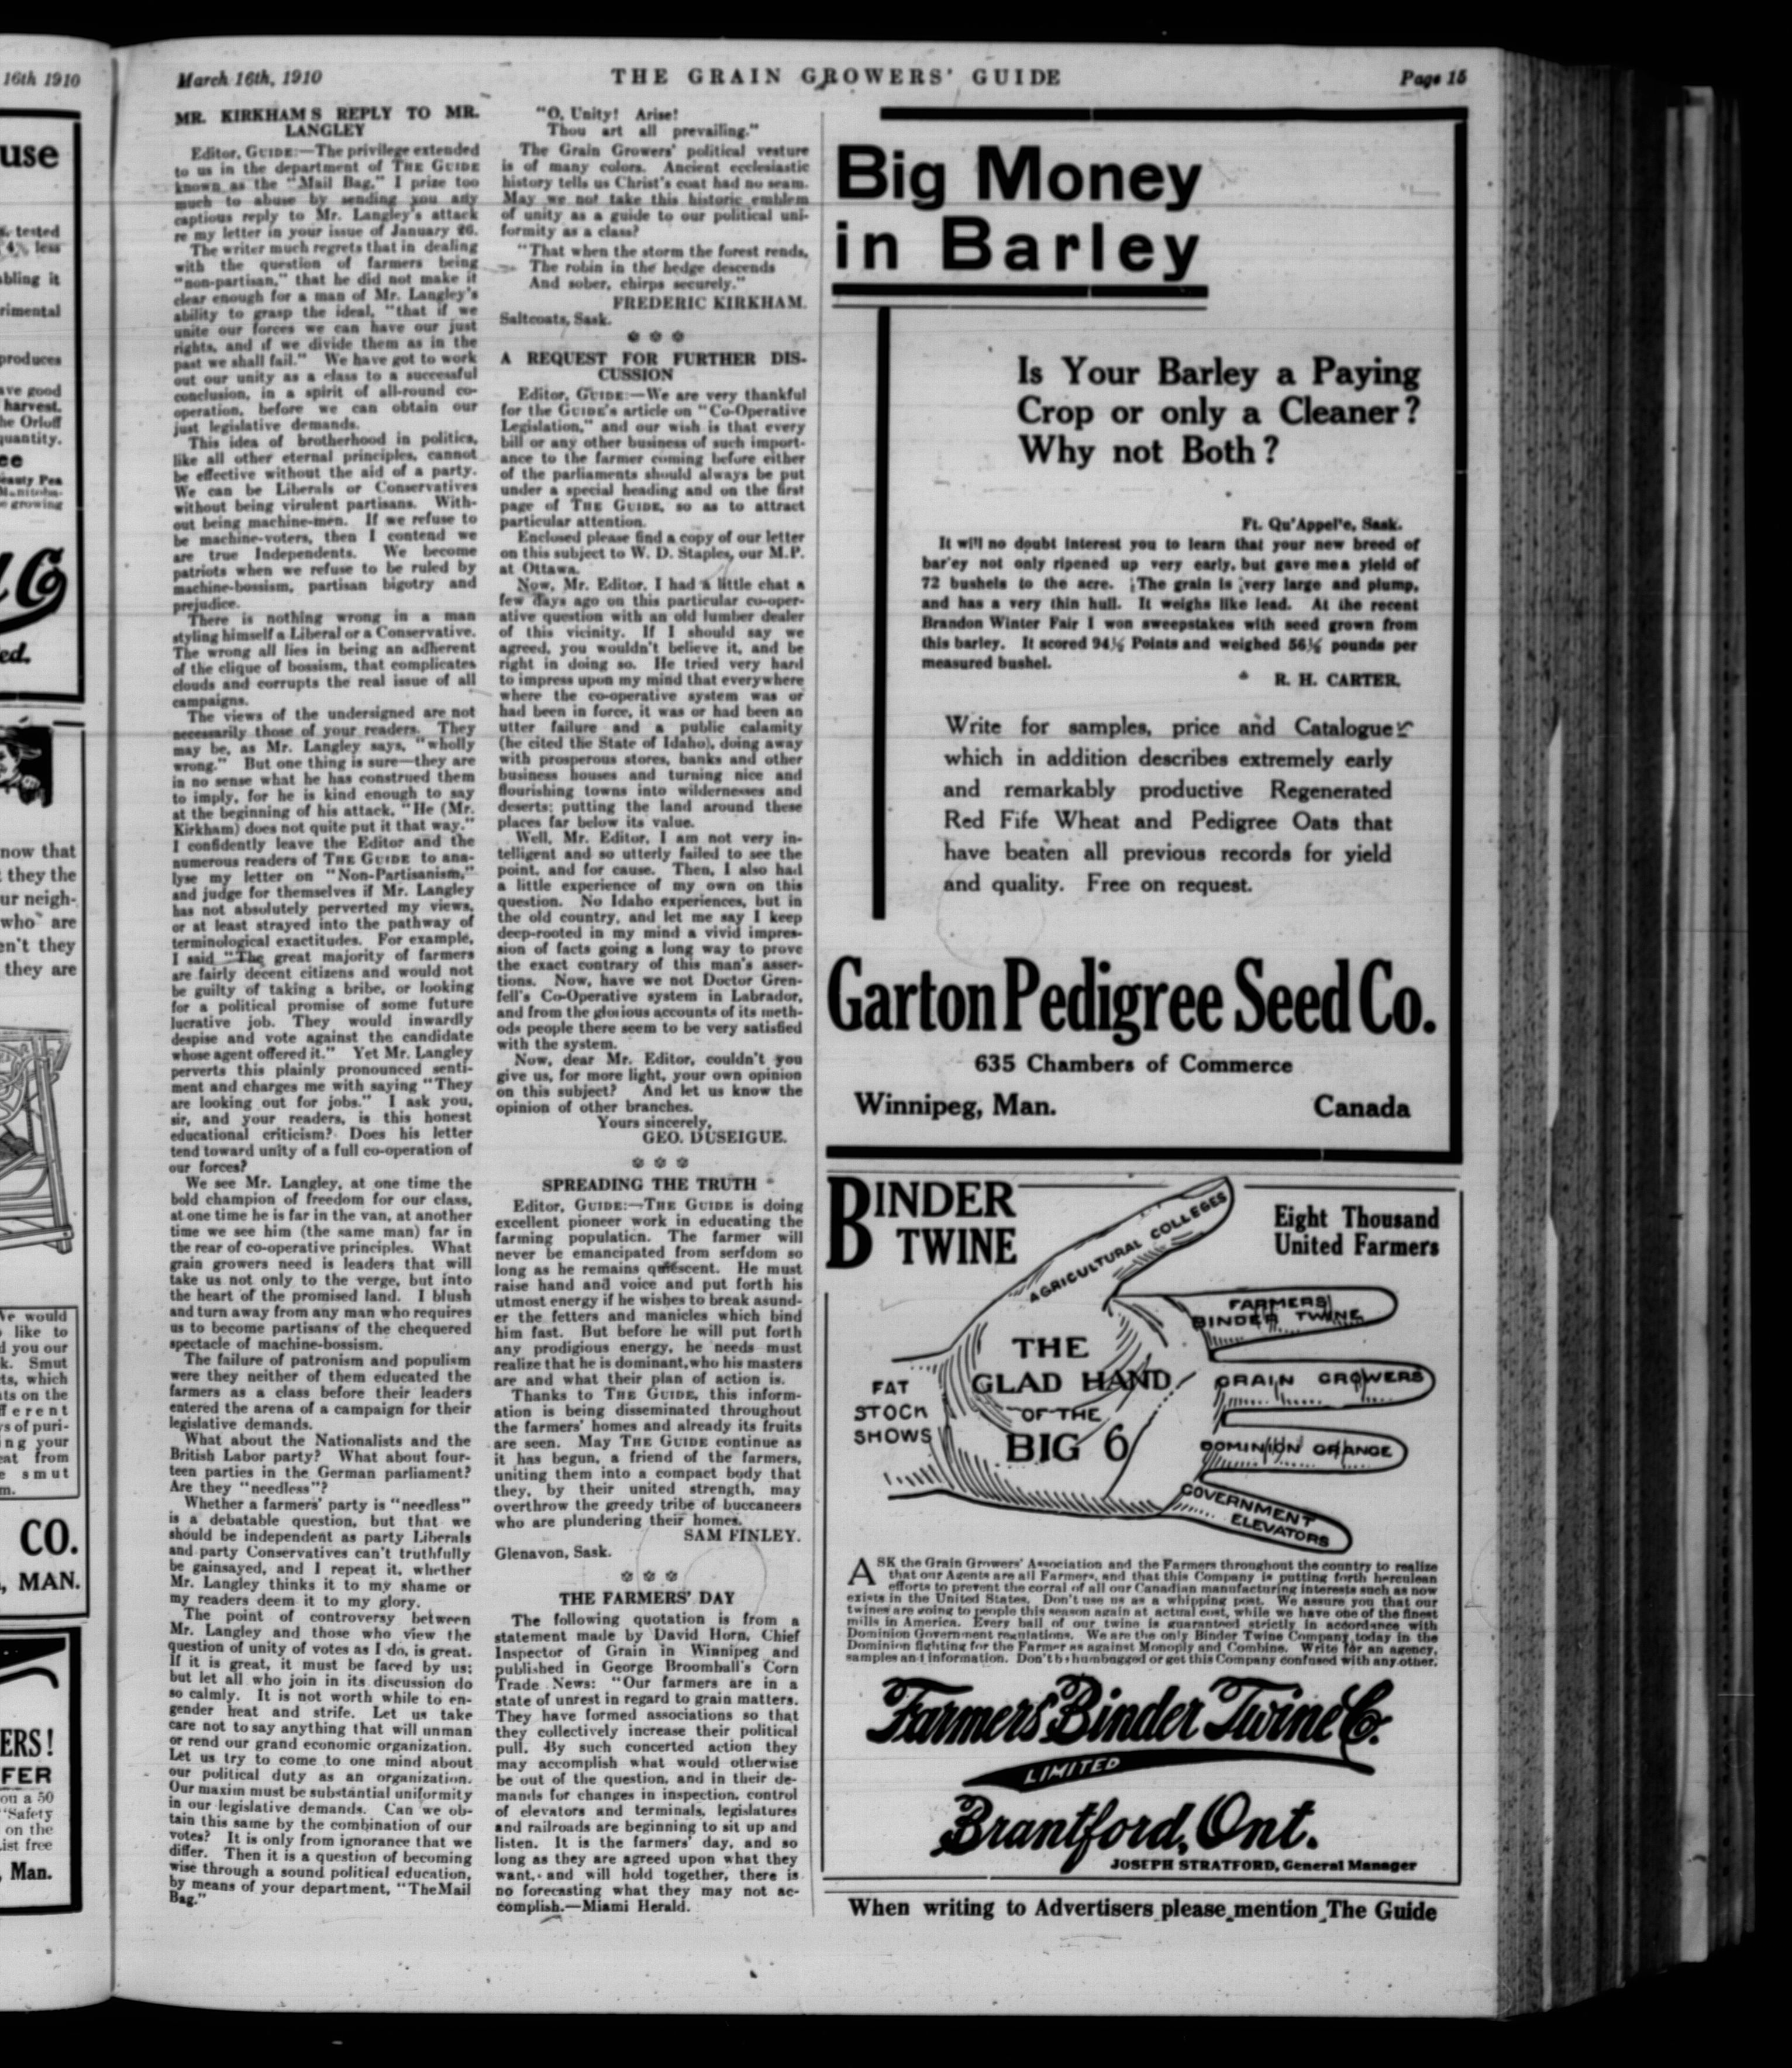 16th 1910
use
tested
4% less
bling it
rimental
produces
ave good
harvest.
he Orloff
quantity.
ee
eauty Pea
Manitoba-
growing
Co
ed.
now that
they the
ur neigh-
who are
en't they
they are
We would
like to
d you our
k. Smut
ts, which
ts on the
fferent
s of puri-
ing your
eat from
smut
m.
CO.
, MAN.
ERS!
FER
on a 50
"Safety
on the
List free
, Man.
March 16th, 1910
THE GRAIN GROWERS' GUIDE
Page 15
MR. KIRKHAM S REPLY TO MR.
LANGLEY
Editor, GUIDE:—The privilege extended
to us in the department of THE GUIDE
known as the "Mail Bag," I prize too
much to abuse by sending you any
captious reply to Mr. Langley's attack
re my letter in your issue of January 26.
The writer much regrets that in dealing
with the question of farmers being
"non-partisan," that he did not make it
clear enough for a man of Mr. Langley's
ability to grasp the ideal, "that if we
unite our forces we can have our just
rights, and if we divide them as in the
past we shall fail." We have got to work
out our unity as a class to a successful
conclusion, in a spirit of all-round co-
operation, before we can obtain our
just legislative demands.
This idea of brotherhood in politics,
like all other eternal principles, cannot
be effective without the aid of a party.
We can be Liberals or Conservatives
without being virulent partisans. With-
out being machine-men. If we refuse to
be machine-voters, then I contend we
are true Independents. We become
patriots when we refuse to be ruled by
machine-bossism, partisan bigotry and
prejudice.
There is nothing wrong in a man
styling himself a Liberal or a Conservative.
The wrong all lies in being an adherent
of the clique of bossism, that complicates
clouds and corrupts the real issue of all
campaigns.
The views of the undersigned are not
necessarily those of your readers. They
may be, as Mr. Langley says, "wholly
wrong." But one thing is sure—they are
in no sense what he has construed them
to imply, for he is kind enough to say
at the beginning of his attack, "He (Mr.
Kirkham) does not quite put it that way."
I confidently leave the Editor and the
numerous readers of THE GUIDE to ana-
lyse my letter on "Non-Partisanism,"
and judge for themselves if Mr. Langley
has not absolutely perverted my views,
or at least strayed into the pathway of
terminological exactitudes. For example,
I said "The great majority of farmers
are fairly decent citizens and would not
be guilty of taking a bribe, or looking
for a political promise of some future
lucrative job. They would inwardly
despise and vote against the candidate
whose agent offered it." Yet Mr. Langley
perverts this plainly pronounced senti-
ment and charges me with saying "They
are looking out for jobs." I ask you,
sir, and your readers, is this honest
educational criticism? Does his letter
tend toward unity of a full co-operation of
our forces?
We see Mr. Langley, at one time the
bold champion of freedom for our class,
at one time he is far in the van, at another
time we see him (the same man) far in
the rear of co-operative principles. What
grain growers need is leaders that will
take us not only to the verge, but into
the heart of the promised land. I blush
and turn away from any man who requires
us to become partisans of the chequered
spectacle of machine-bossism.
The failure of patronism and populism
were they neither of them educated the
farmers as a class before their leaders
entered the arena of a campaign for their
legislative demands.
What about the Nationalists and the
British Labor party? What about four-
teen parties in the German parliament?
Are they "needless"?
Whether a farmers' party is "needless"
is a debatable question, but that we
should be independent as party Liberals
and party Conservatives can't truthfully
be gainsayed, and I repeat it, whether
Mr. Langley thinks it to my shame or
my readers deem it to my glory.
The point of controversy between
Mr. Langley and those who view the
question of unity of votes as I do, is great.
If it is great, it must be faced by us;
but let all who join in its discussion do
so calmly. It is not worth while to en-
gender heat and strife. Let us take
care not to say anything that will unman
or rend our grand economic organization.
Let us try to come to one mind about
our political duty as an organization.
Our maxim must be substantial uniformity
in our legislative demands. Can we ob-
tain this same by the combination of our
votes? It is only from ignorance that we
differ. Then it is a question of becoming
wise through a sound political education,
by means of your department, "TheMail
Bag."
"O, Unity! Arise!
Thou art all prevailing."
The Grain Growers' political vesture
is of many colors. Ancient ecclesiastic
history tells us Christ's coat had no seam.
May we not take this historic emblem
of unity as a guide to our political uni-
formity as a class?
"That when the storm the forest rends,
The robin in the hedge descends
And sober, chirps securely."
FREDERIC KIRKHAM.
Saltcoats, Sask.
A REQUEST FOR FURTHER DIS-
CUSSION
Editor, GUIDE:—We are very thankful
for the GUIDE'S article on "Co-Operative
Legislation," and our wish is that every
bill or any other business of such import-
ance to the farmer coming before either
of the parliaments should always be put
under a special heading and on the first
page of THE GUIDE, so as to attract
particular attention.
Enclosed please find a copy of our letter
on this subject to W. D. Staples, our M.P.
at Ottawa.
Now, Mr. Editor, I had a little chat a
few days ago on this particular co-oper-
ative question with an old lumber dealer
of this vicinity. If I should say we
agreed, you wouldn't believe it, and be
right in doing so. He tried very hard
to impress upon my mind that everywhere
where the co-operative system was or
had been in force, it was or had been an
utter failure and a public calamity
(he cited the State of Idaho), doing away
with prosperous stores, banks and other
business houses and turning nice and
flourishing towns into wildernesses and
deserts; putting the land around these
places far below its value.
Well, Mr. Editor, I am not very in-
telligent and so utterly failed to see the
point, and for cause. Then, I also had
a little experience of my own on this
question. No Idaho experiences, but in
the old country, and let me say I keep
deep-rooted in my mind a vivid impres-
sion of facts going a long way to prove
the exact contrary of this man's asser-
tions. Now, have we not Doctor Gren-
fell's Co-Operative system in Labrador,
and from the glorious accounts of its meth-
ods people there seem to be very satisfied
with the system.
Now, dear Mr. Editor, couldn't you
give us, for more light, your own opinion
on this subject? And let us know the
opinion of other branches.
Yours sincerely,
GEO. DUSEIGUE.
SPREADING THE TRUTH
Editor, GUIDE:—THE GUIDE is doing
excellent pioneer work in educating the
farming population. The farmer will
never be emancipated from serfdom so
long as he remains quiescent. He must
raise hand and voice and put forth his
utmost energy if he wishes to break asund-
er the fetters and manicles which bind
him fast. But before he will put forth
any prodigious energy, he needs must
realize that he is dominant, who his masters
are and what their plan of action is.
Thanks to THE GUIDE, this inform-
ation is being disseminated throughout
the farmers' homes and already its fruits
are seen. May THE GUIDE continue as
it has begun, a friend of the farmers,
uniting them into a compact body that
they, by their united strength, may
overthrow the greedy tribe of buccaneers
who are plundering their homes.
SAM FINLEY.
Glenavon, Sask.
THE FARMERS' DAY
The following quotation is from a
statement made by David Horn, Chief
Inspector of Grain in Winnipeg and
published in George Broomhall's Corn
Trade News: "Our farmers are in a
state of unrest in regard to grain matters.
They have formed associations so that
they collectively increase their political
pull. By such concerted action they
may accomplish what would otherwise
be out of the question, and in their de-
mands for changes in inspection, control
of elevators and terminals, legislatures
and railroads are beginning to sit up and
listen. It is the farmers' day, and so
long as they are agreed upon what they
want, and will hold together, there is
no forecasting what they may not ac-
complish.—Miami Herald.
Big Money
in Barley
Is Your Barley a Paying
Crop or only a Cleaner?
Why not Both?
Ft. Qu'Appel'e, Sask.
It will no doubt interest you to learn that your new breed of
bar'ey not only ripened up very early, but gave me a yield of
72 bushels to the acre. The grain is very large and plump,
and has a very thin hull. It weighs like lead. At the recent
Brandon Winter Fair I won sweepstakes with seed grown from
this barley. It scored 94½ Points and weighed 56½ pounds per
measured bushel.
R. H. CARTER,
Write for samples, price and Catalogue
which in addition describes extremely early
and remarkably productive Regenerated
Red Fife Wheat and Pedigree Oats that
have beaten all previous records for yield
and quality. Free on request.
Garton Pedigree Seed Co.
635 Chambers of Commerce
Winnipeg, Man. Canada
BINDER
TWINE
Eight Thousand
United Farmers
AGRICULTURAL COLLEGES
FARMERS
BINDER TWINE
THE
GLAD HAND
OF THE
BIG 6
FAT
STOCK
SHOWS
GRAIN GROWERS
DOMINION GRANGE
GOVERNMENT
ELEVATORS
ASK the Grain Growers' Association and the Farmers throughout the country to realize
that our Agents are all Farmers, and that this Company is putting forth herculean
efforts to prevent the corral of all our Canadian manufacturing interests such as now
exists in the United States. Don't use us as a whipping post. We assure you that our
twines are going to people this season again at actual cost, while we have one of the finest
mills in America. Every ball of our twine is guaranteed strictly in accordance with
Dominion Government regulations. We are the only Binder Twine Company today in the
Dominion fighting for the Farmer as against Monoply and Combine. Write for an agency,
samples and information. Don't be humbugged or get this Company confused with any other.
Farmers' Binder Twine Co.
LIMITED
Brantford, Ont.
JOSEPH STRATFORD, General Manager
When writing to Advertisers please mention The Guide